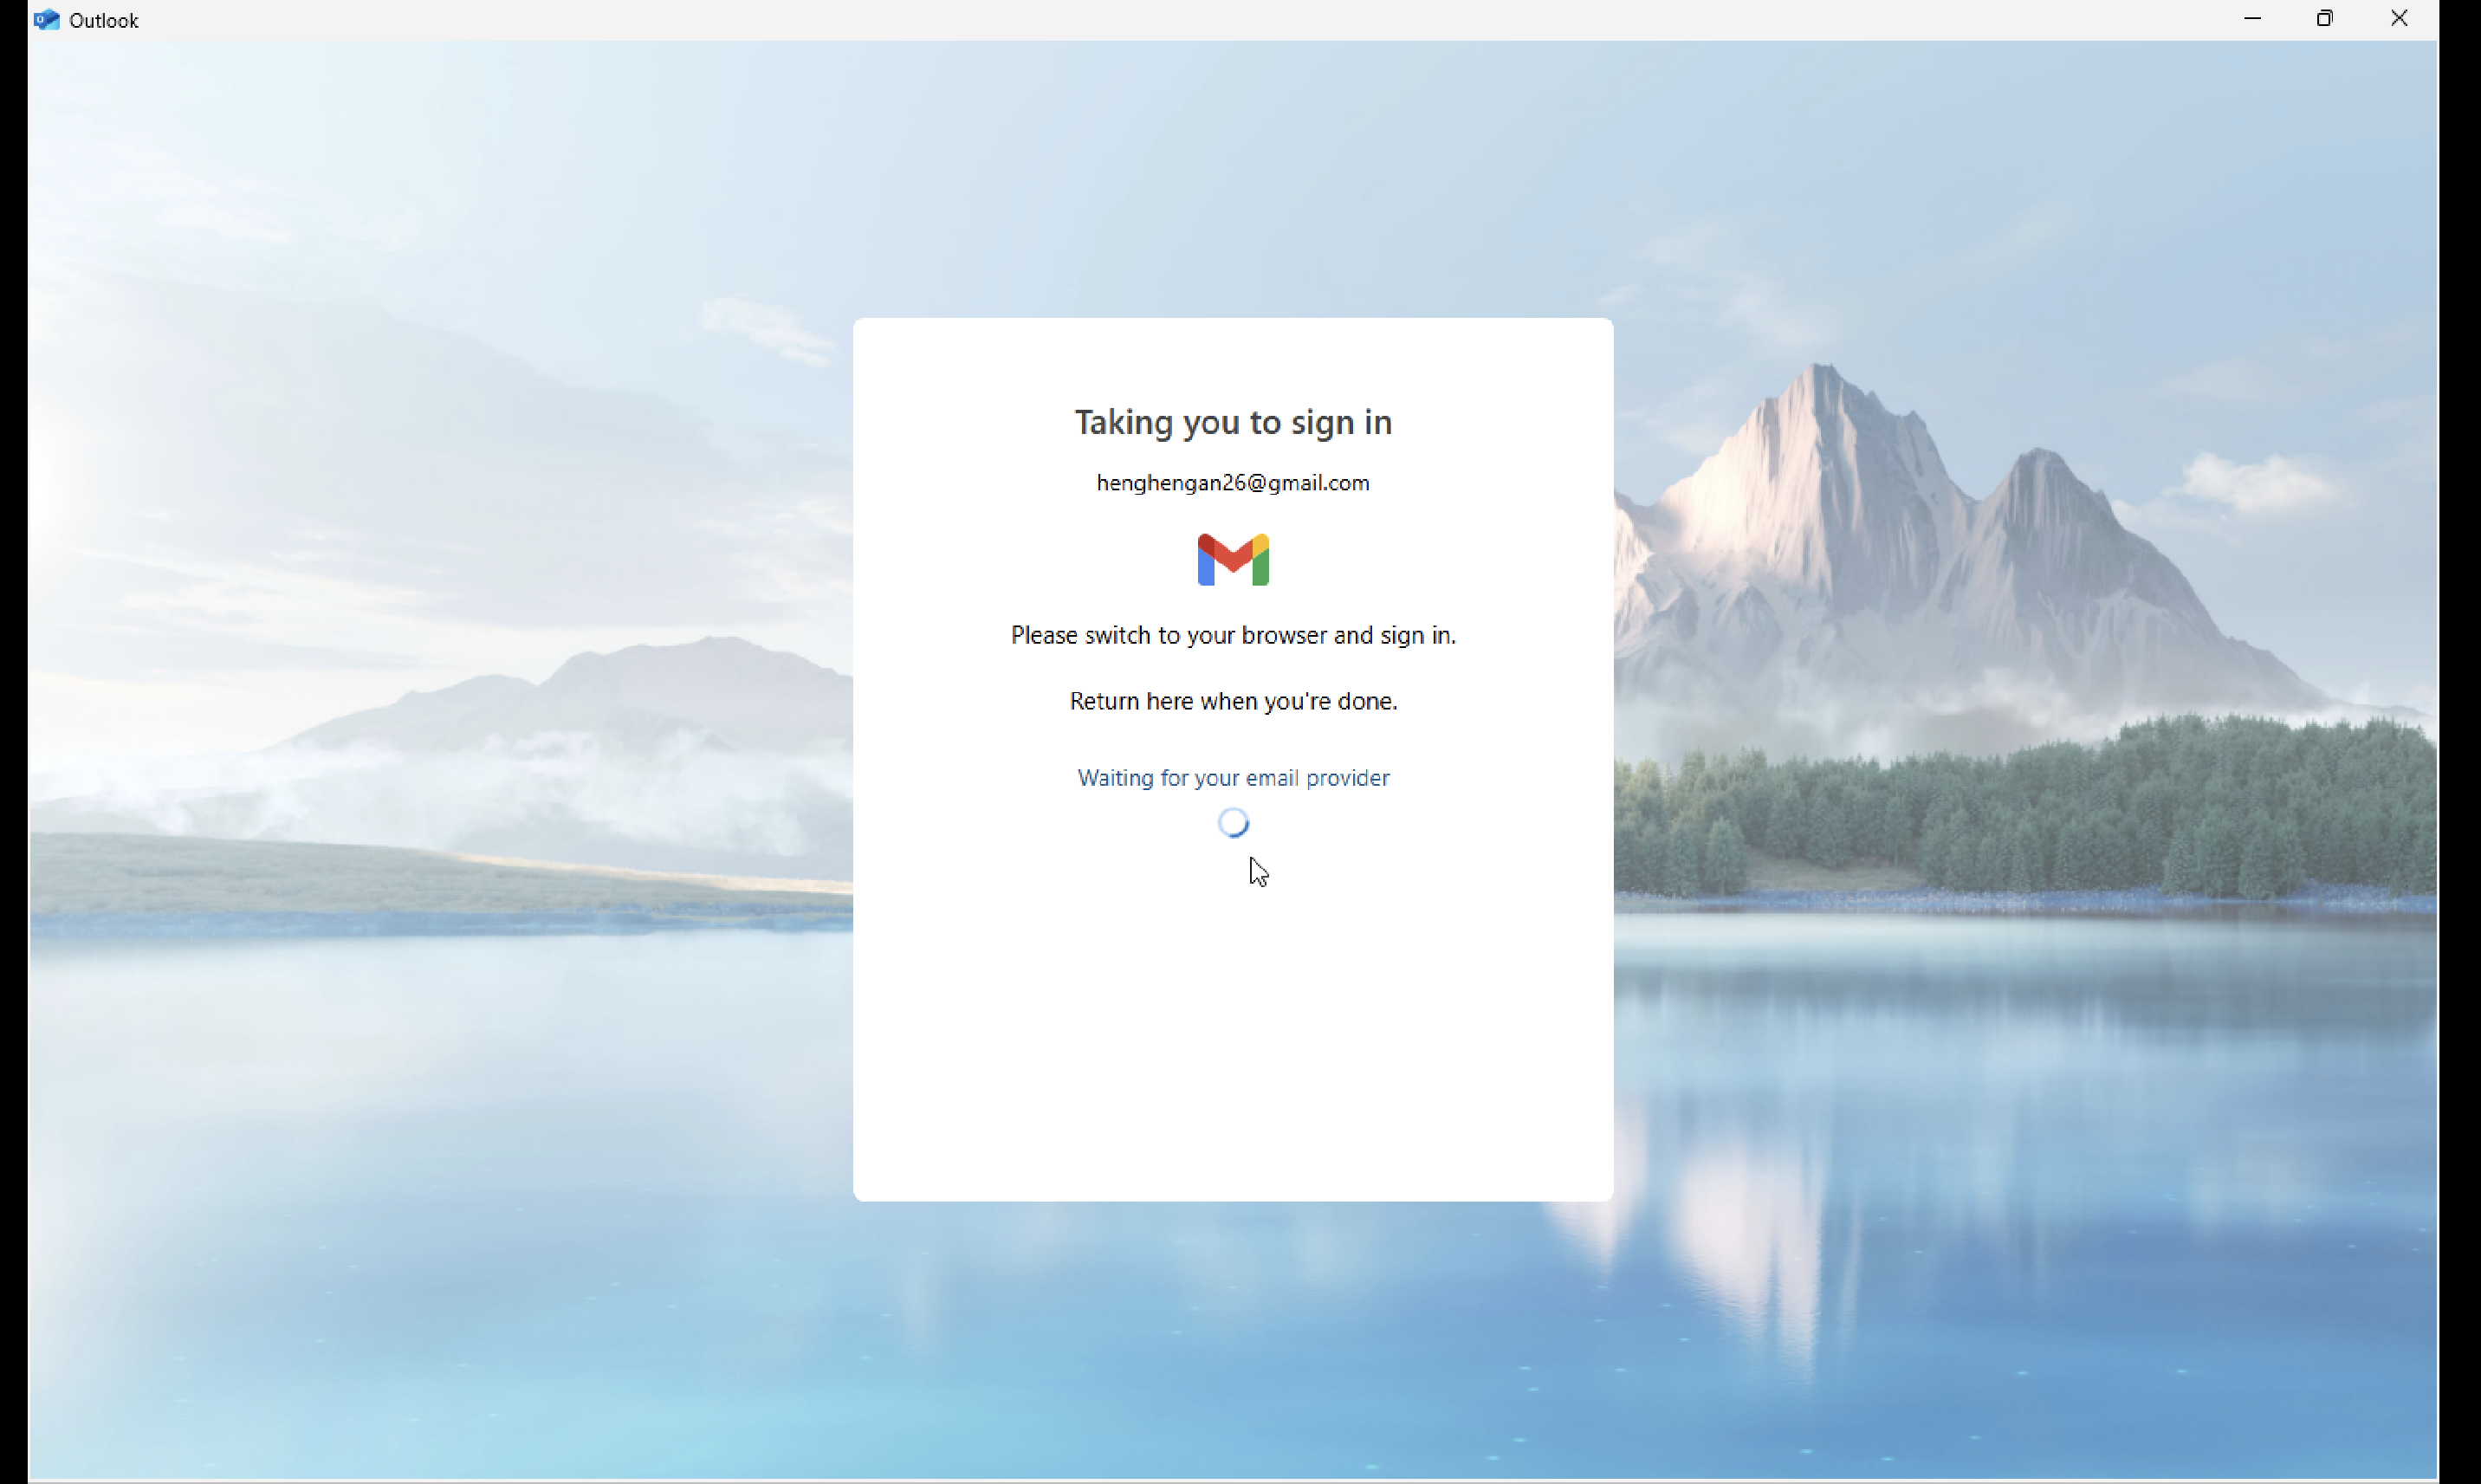 Outlook
Taking you to sign in
henghengan26@gmail.com
Please switch to your browser and sign in.
Return here when you're done.
Waiting for your email provider